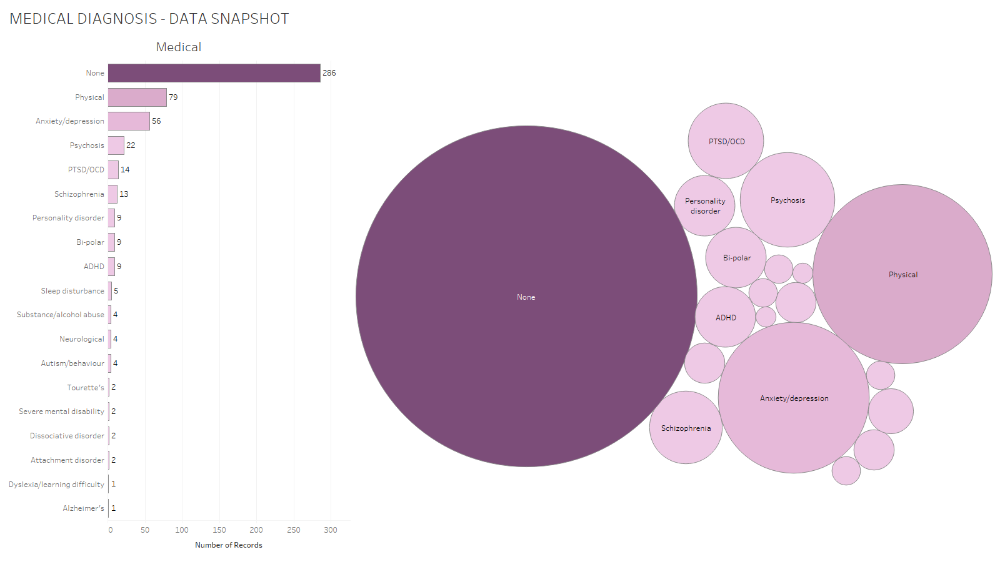 MEDICAL DIAGNOSIS - DATA SNAPSHOT
Medical
None 286
Physical 79
Anxiety/depression 56
Psychosis 22
PTSD/OCD 14
Schizophrenia 13
Personality disorder 9
Bi-polar 9
ADHD 9
Sleep disturbance 5
Substance/alcohol abuse 4
Neurological 4
Autism/behaviour 4
Tourette's 2
Severe mental disability 2
Dissociative disorder 2
Attachment disorder 2
Dyslexia/learning difficulty 1
Alzheimer's 1
0 50 100 150 200 250 300
Number of Records
PTSD/OCD
Personality
disorder
Psychosis
Bi-polar
Physical
None
ADHD
Anxiety/depression
Schizophrenia